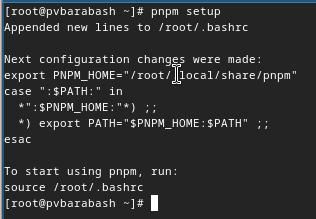 [root@pvbarabash ~]# pnpm setup
Appended new lines to /root/.bashrc
Next configuration changes were made:
export PNPM_HOME="/root/.local/share/pnpm"
case ":$PATH:" in
  *":$PNPM_HOME:"*) ;;
  *) export PATH="$PNPM_HOME:$PATH" ;;
esac
To start using pnpm, run:
source /root/.bashrc
[root@pvbarabash ~]#